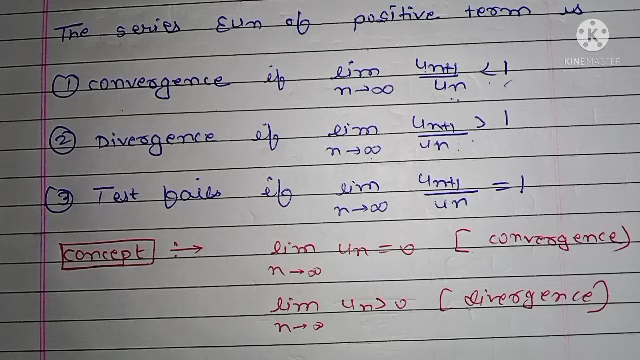 The series Σun of positive term is
K
KINEMASTER
① convergence if lim n→∞ un+1/un < 1
② Divergence if lim n→∞ un+1/un > 1
③ Test fails if lim n→∞ un+1/un = 1
concept ÷→ lim n→∞ un = 0 [convergence)
lim n→∞ un > 0 [divergence)